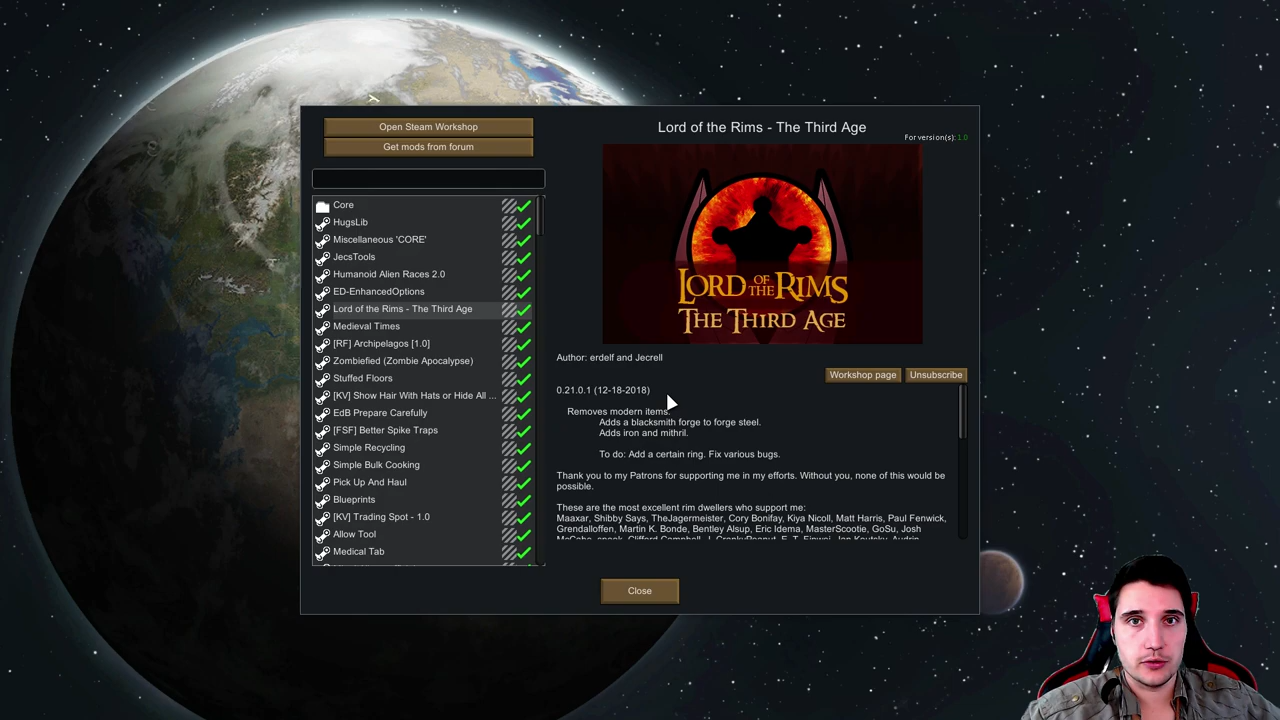 Open Steam Workshop
Get mods from forum
Core
HugsLib
Miscellaneous 'CORE'
JecsTools
Humanoid Alien Races 2.0
ED-EnhancedOptions
Lord of the Rims - The Third Age
Medieval Times
[RF] Archipelagos [1.0]
Zombiefied (Zombie Apocalypse)
Stuffed Floors
[KV] Show Hair With Hats or Hide All ...
EdB Prepare Carefully
[FSF] Better Spike Traps
Simple Recycling
Simple Bulk Cooking
Pick Up And Haul
Blueprints
[KV] Trading Spot - 1.0
Allow Tool
Medical Tab
Lord of the Rims - The Third Age
For version(s): 1.0
LORD OF THE RIMS
THE THIRD AGE
Author: erdelf and Jecrell
Workshop page
Unsubscribe
0.21.0.1 (12-18-2018)
Removes modern items.
Adds a blacksmith forge to forge steel.
Adds iron and mithril.
To do: Add a certain ring. Fix various bugs.
Thank you to my Patrons for supporting me in my efforts. Without you, none of this would be
possible.
These are the most excellent rim dwellers who support me:
Maaxar, Shibby Says, TheJagermeister, Cory Bonifay, Kiya Nicoll, Matt Harris, Paul Fenwick,
Grendalloffen, Martin K. Bonde, Bentley Alsup, Eric Idema, MasterScootie, GoSu, Josh
Close